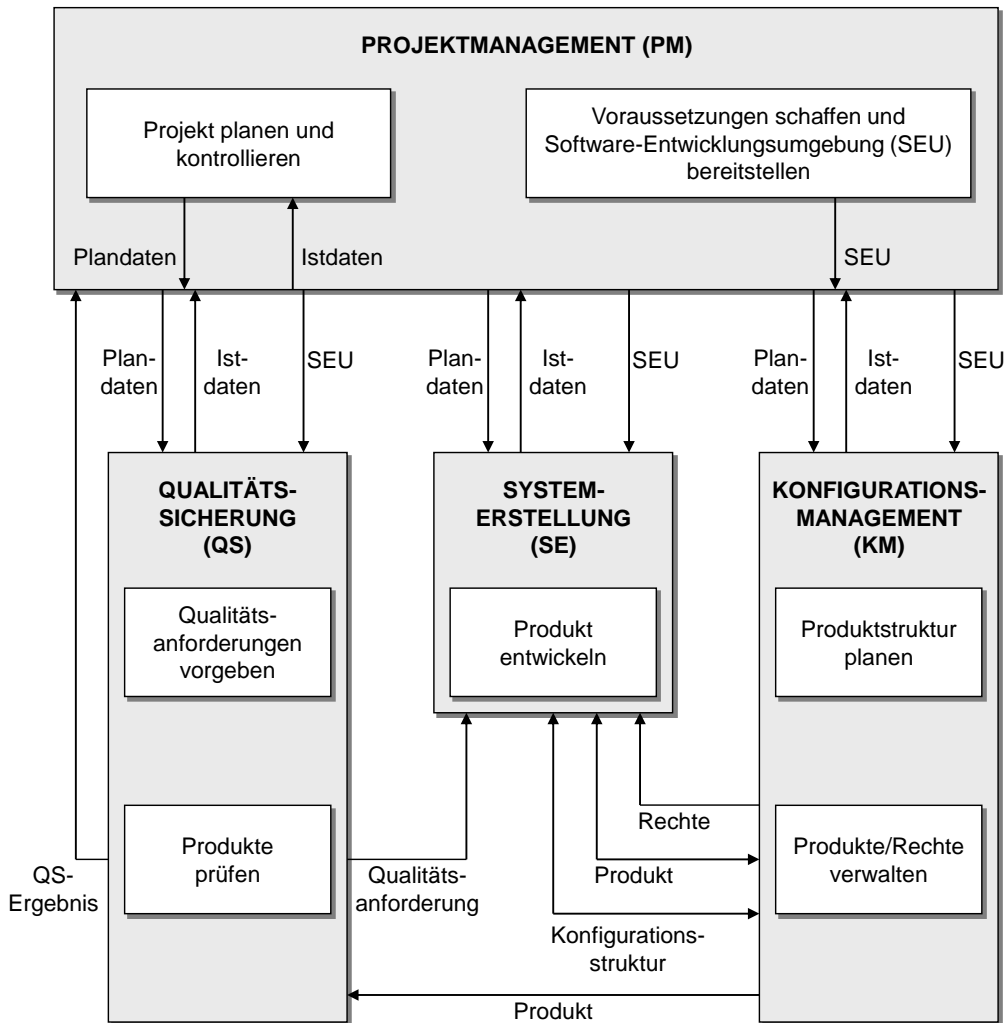 PROJEKTMANAGEMENT (PM)
Projekt planen und
kontrollieren
Voraussetzungen schaffen und
Software-Entwicklungsumgebung (SEU)
bereitstellen
Plandaten
Istdaten
SEU
Plan-
daten
Ist-
daten
SEU
Plan-
daten
Ist-
daten
SEU
Plan-
daten
Ist-
daten
SEU
QUALITÄTS-
SICHERUNG
(QS)
SYSTEM-
ERSTELLUNG
(SE)
KONFIGURATIONS-
MANAGEMENT
(KM)
Qualitäts-
anforderungen
vorgeben
Produkt
entwickeln
Produktstruktur
planen
Produkte
prüfen
Produkte/Rechte
verwalten
Rechte
Produkt
QS-
Ergebnis
Qualitäts-
anforderung
Konfigurations-
struktur
Produkt